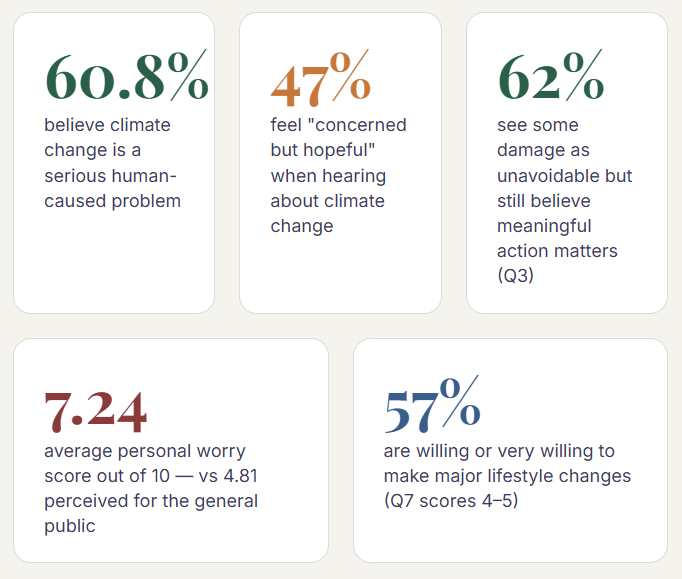 60.8%
believe climate
change is a
serious human-
caused problem
47%
feel "concerned
but hopeful"
when hearing
about climate
change
62%
see some
damage as
unavoidable but
still believe
meaningful
action matters
(Q3)
7.24
average personal worry
score out of 10 — vs 4.81
perceived for the general
public
57%
are willing or very willing to
make major lifestyle changes
(Q7 scores 4–5)